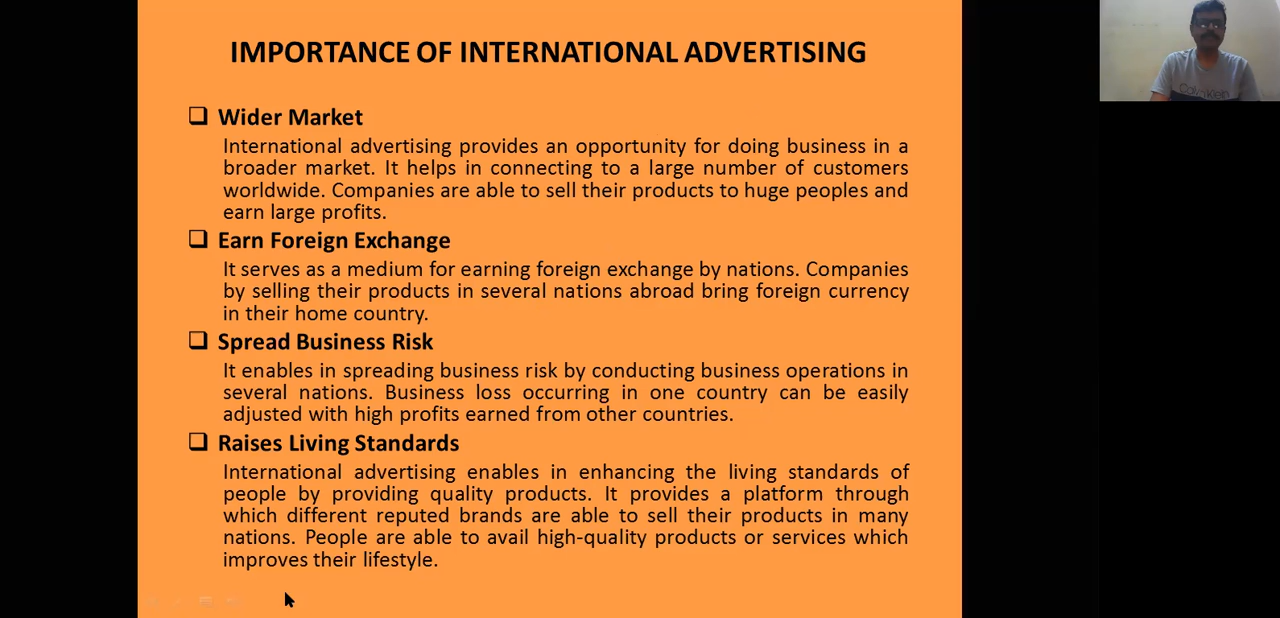 IMPORTANCE OF INTERNATIONAL ADVERTISING
❑ Wider Market
International advertising provides an opportunity for doing business in a
broader market. It helps in connecting to a large number of customers
worldwide. Companies are able to sell their products to huge peoples and
earn large profits.
❑ Earn Foreign Exchange
It serves as a medium for earning foreign exchange by nations. Companies
by selling their products in several nations abroad bring foreign currency
in their home country.
❑ Spread Business Risk
It enables in spreading business risk by conducting business operations in
several nations. Business loss occurring in one country can be easily
adjusted with high profits earned from other countries.
❑ Raises Living Standards
International advertising enables in enhancing the living standards of
people by providing quality products. It provides a platform through
which different reputed brands are able to sell their products in many
nations. People are able to avail high-quality products or services which
improves their lifestyle.
Calvin Klein